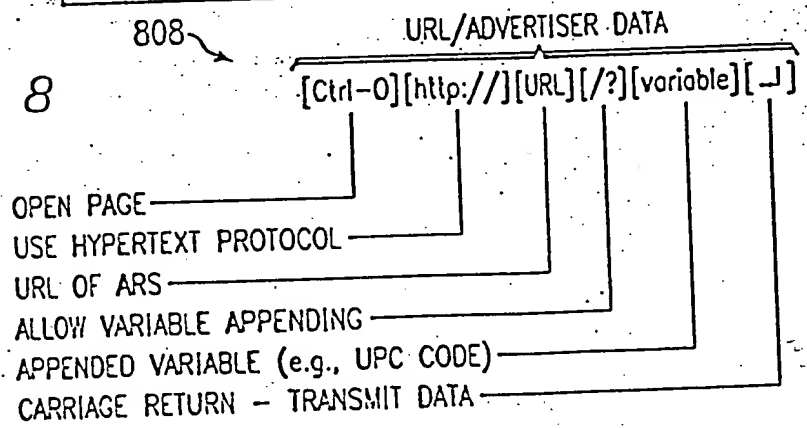 808
URL/ADVERTISER DATA
8
[Ctrl-O][http://][URL][/?][variable][↵]
OPEN PAGE
USE HYPERTEXT PROTOCOL
URL OF ARS
ALLOW VARIABLE APPENDING
APPENDED VARIABLE (e.g., UPC CODE)
CARRIAGE RETURN - TRANSMIT DATA